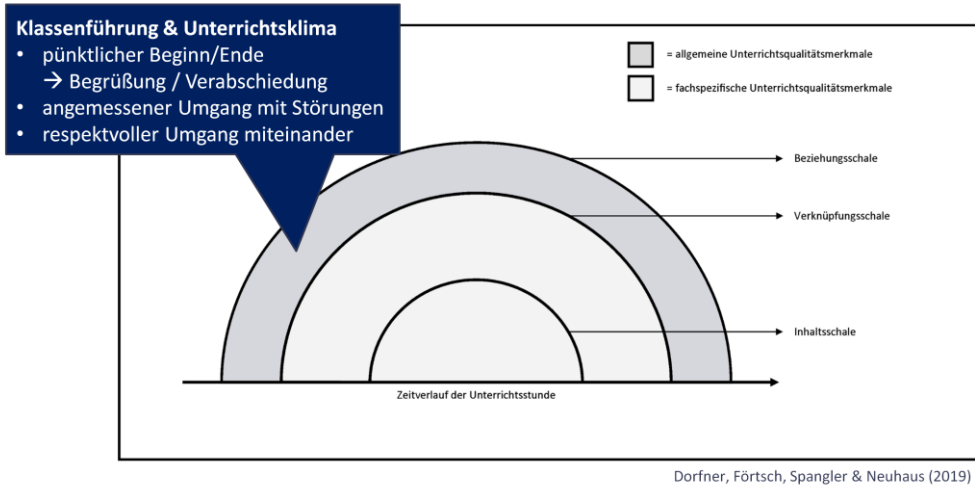 Klassenführung & Unterrichtsklima
• pünktlicher Beginn/Ende
→ Begrüßung / Verabschiedung
• angemessener Umgang mit Störungen
• respektvoller Umgang miteinander
= allgemeine Unterrichtsqualitätsmerkmale
= fachspezifische Unterrichtsqualitätsmerkmale
Beziehungsschale
Verknüpfungsschale
Inhaltsschale
Zeitverlauf der Unterrichtsstunde
Dorfner, Förtsch, Spangler & Neuhaus (2019)